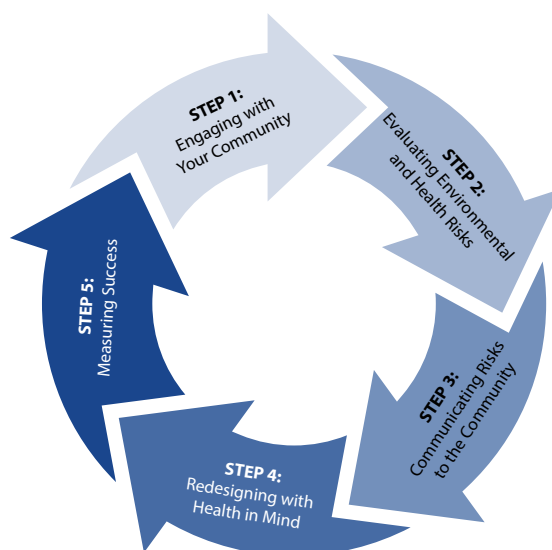 STEP 1:
Engaging with
Your Community
STEP 2:
Evaluating Environmental
and Health Risks
STEP 3:
Communicating Risks
to the Community
STEP 4:
Redesigning with
Health in Mind
STEP 5:
Measuring Success